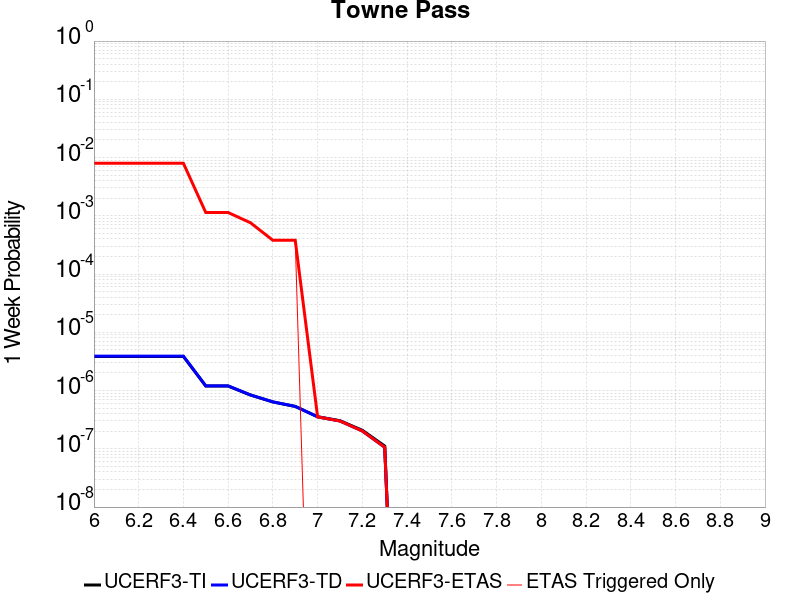 Towne Pass
10^0
10^-1
10^-2
10^-3
10^-4
10^-5
10^-6
10^-7
10^-8
1 Week Probability
6 6.2 6.4 6.6 6.8 7 7.2 7.4 7.6 7.8 8 8.2 8.4 8.6 8.8 9
Magnitude
UCERF3-TI UCERF3-TD UCERF3-ETAS ETAS Triggered Only